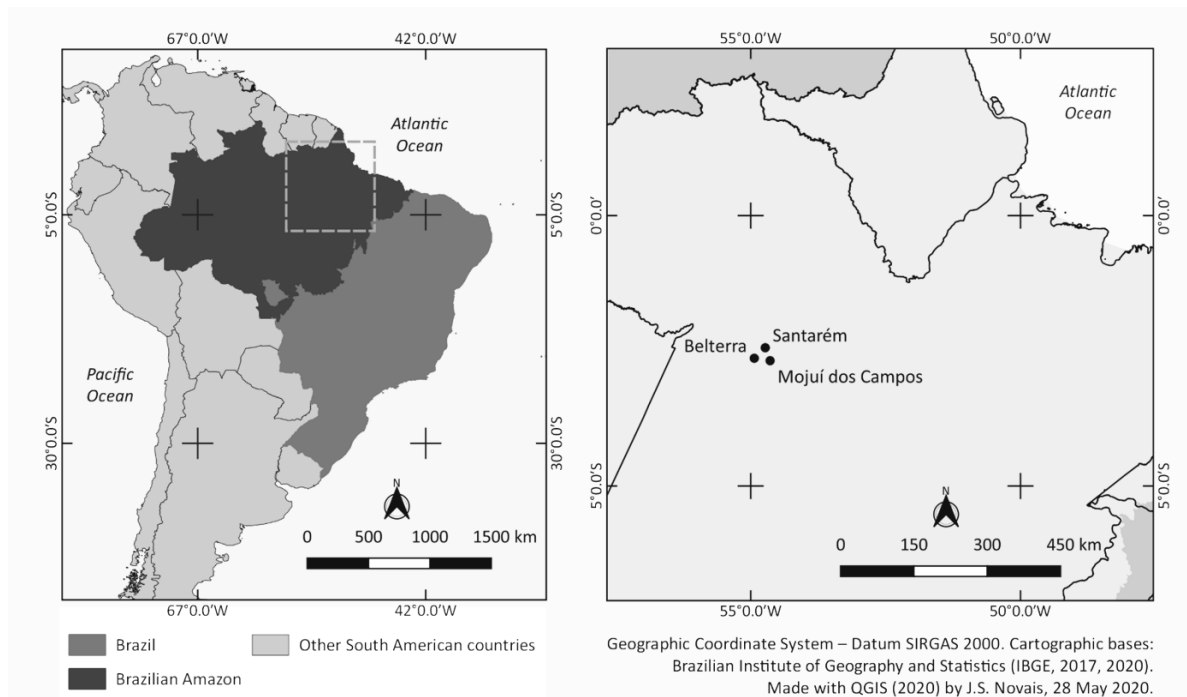 67°0.0'W
42°0.0'W
Atlantic
Ocean
5°0.0'S
5°0.0'S
Pacific
Ocean
30°0.0'S
30°0.0'S
N
0 500 1000 1500 km
67°0.0'W
42°0.0'W
Brazil
Other South American countries
Brazilian Amazon
55°0.0'W
50°0.0'W
Atlantic
Ocean
0°0.0'
0°0.0'
Santarém
Belterra
Mojuí dos Campos
5°0.0'S
5°0.0'S
N
0 150 300 450 km
55°0.0'W
50°0.0'W
Geographic Coordinate System – Datum SIRGAS 2000. Cartographic bases:
Brazilian Institute of Geography and Statistics (IBGE, 2017, 2020).
Made with QGIS (2020) by J.S. Novais, 28 May 2020.